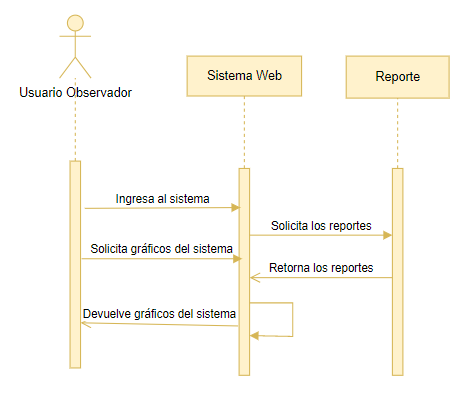 Usuario Observador
Sistema Web
Reporte
Ingresa al sistema
Solicita los reportes
Solicita gráficos del sistema
Retorna los reportes
Devuelve gráficos del sistema